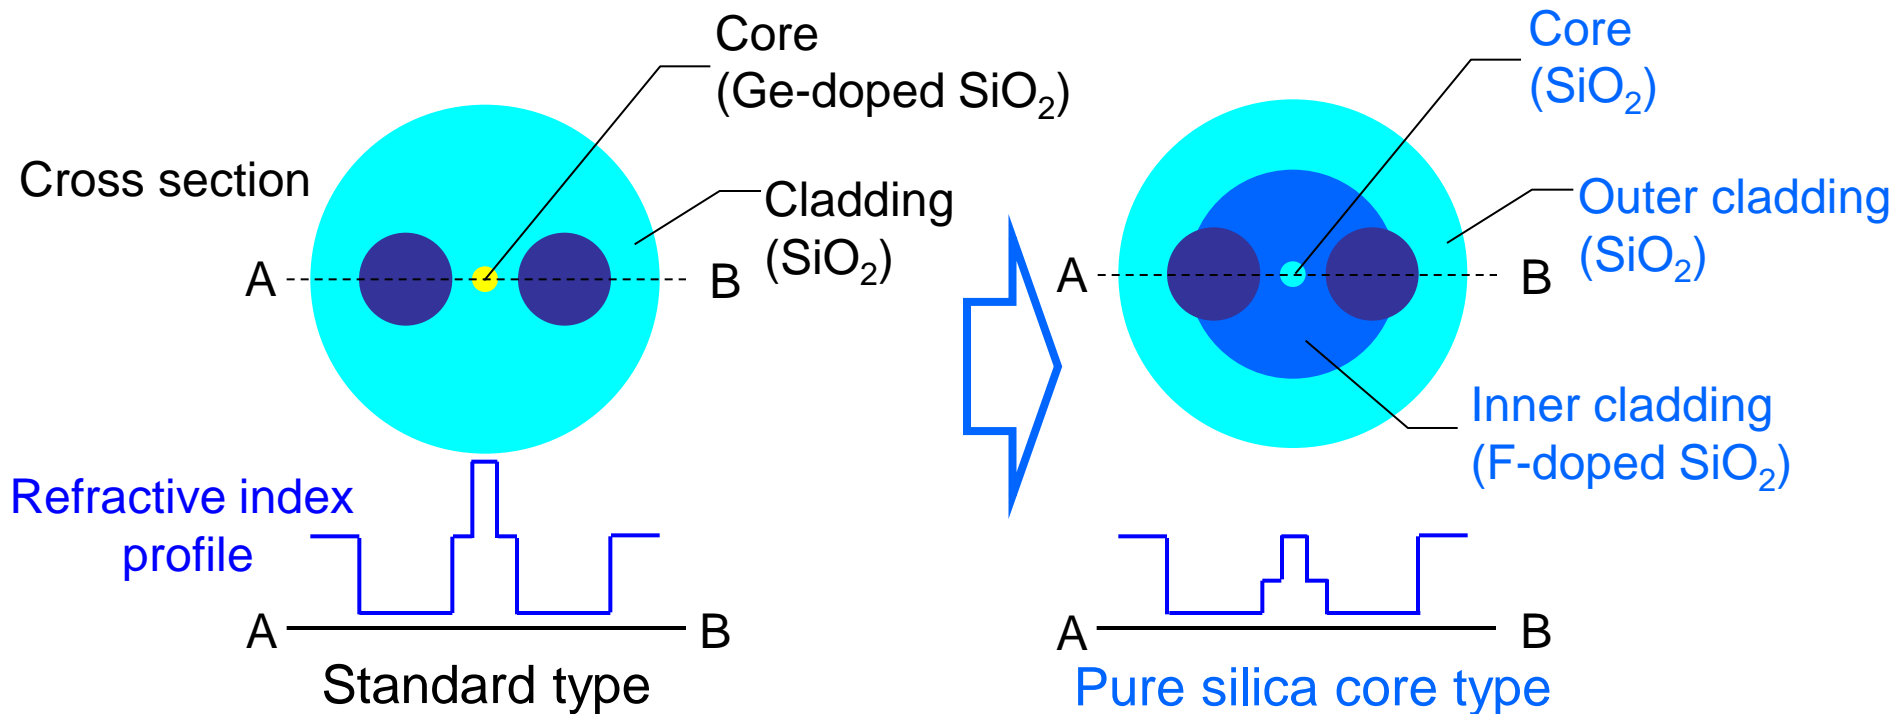 Core
(Ge-doped SiO₂)
Cross section
Cladding
(SiO₂)
A
B
Refractive index
profile
A
B
Standard type
Core
(SiO₂)
Outer cladding
(SiO₂)
A
B
Inner cladding
(F-doped SiO₂)
A
B
Pure silica core type